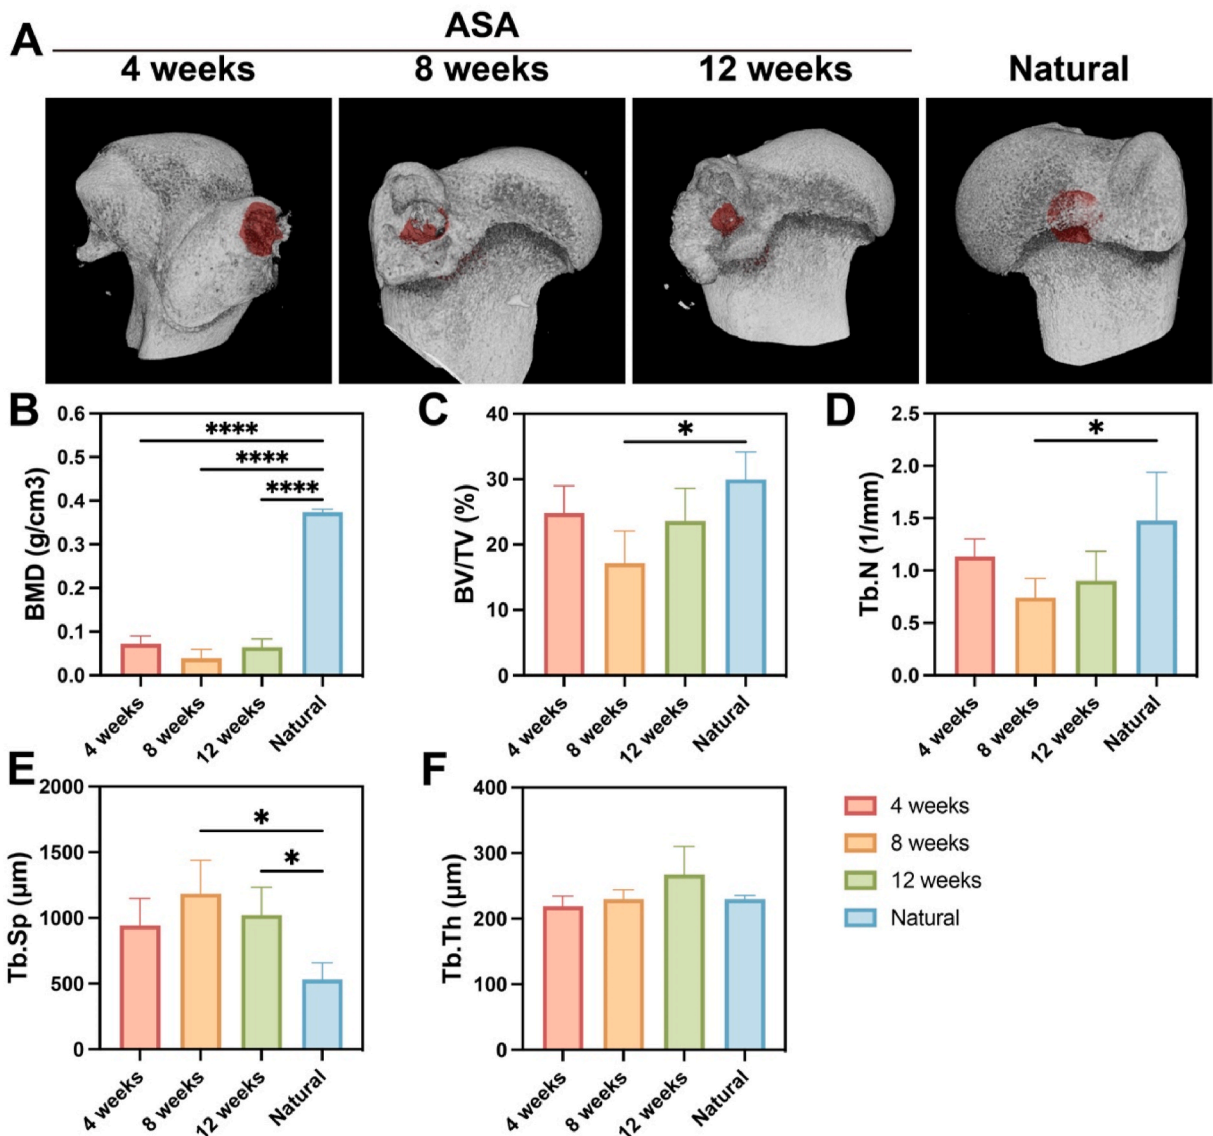 A
ASA
4 weeks
8 weeks
12 weeks
Natural
B
BMD (g/cm3)
0.6
0.5
0.4
0.3
0.2
0.1
0.0
****
****
****
4 weeks
8 weeks
12 weeks
Natural
C
BV/TV (%)
40
30
20
10
0
*
4 weeks
8 weeks
12 weeks
Natural
D
Tb.N (1/mm)
2.5
2.0
1.5
1.0
0.5
0.0
*
4 weeks
8 weeks
12 weeks
Natural
E
Tb.Sp (μm)
2000
1500
1000
500
0
*
*
4 weeks
8 weeks
12 weeks
Natural
F
Tb.Th (μm)
400
300
200
100
0
4 weeks
8 weeks
12 weeks
Natural
4 weeks
8 weeks
12 weeks
Natural